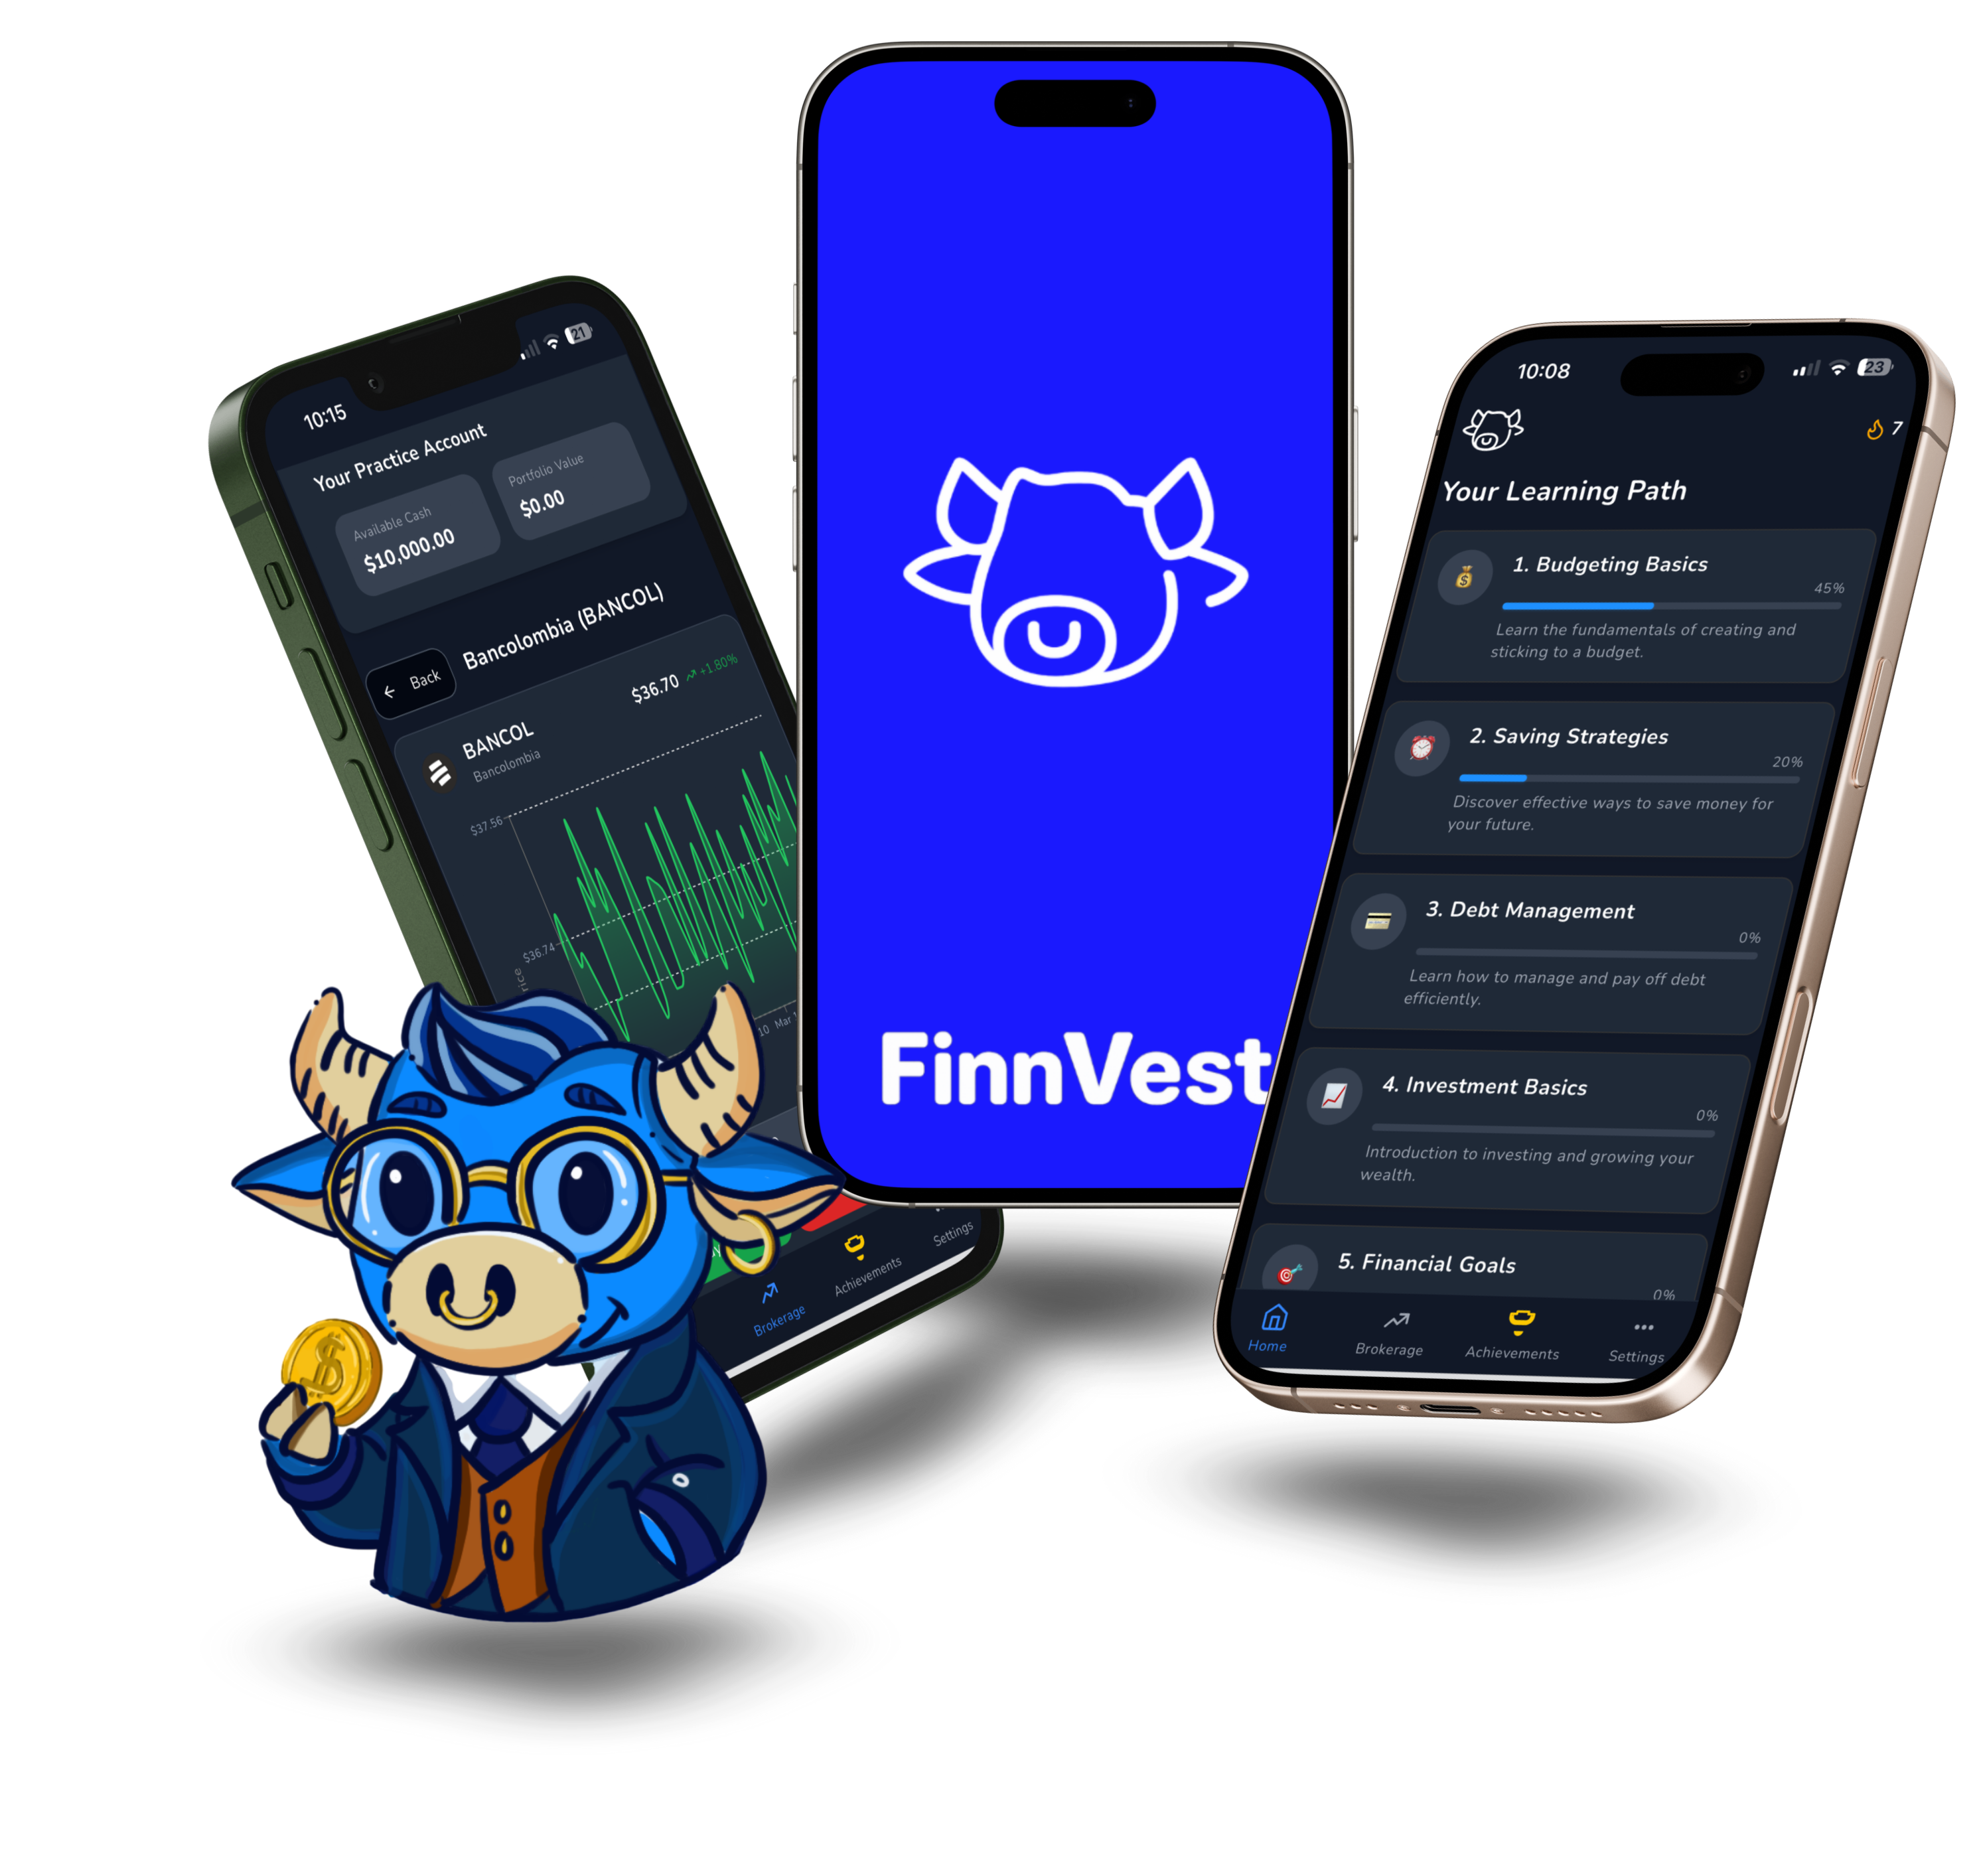 10:15
21
Your Practice Account
Available Cash
$10,000.00
Portfolio Value
$0.00
Back
Bancolombia (BANCOL)
BANCOL
Bancolombia
$36.70
+1.80%
$37.56
$36.74
10
Mar
Brokerage
Achievements
Settings
FinnVest
10:08
23
7
Your Learning Path
1. Budgeting Basics
45%
Learn the fundamentals of creating and
sticking to a budget.
2. Saving Strategies
20%
Discover effective ways to save money for
your future.
3. Debt Management
0%
Learn how to manage and pay off debt
efficiently.
4. Investment Basics
0%
Introduction to investing and growing your
wealth.
5. Financial Goals
0%
Home
Brokerage
Achievements
Settings